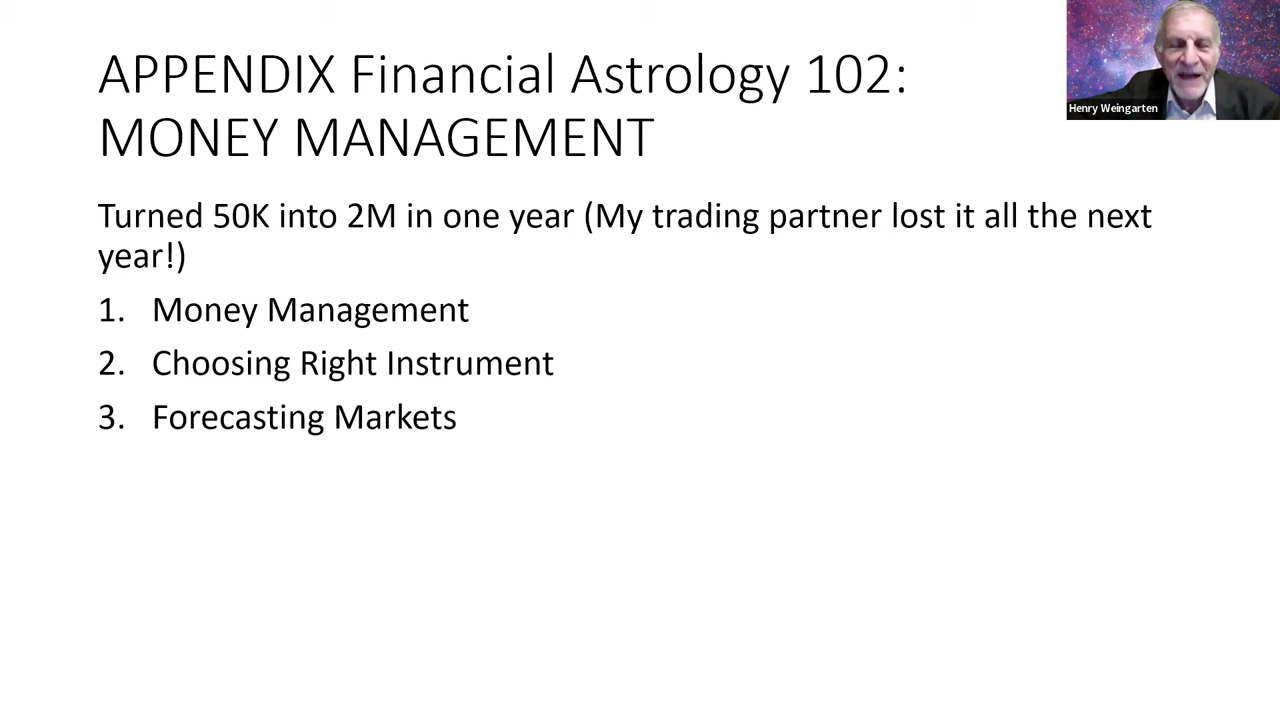 APPENDIX Financial Astrology 102:
MONEY MANAGEMENT
Henry Weingarten
Turned 50K into 2M in one year (My trading partner lost it all the next
year!)
1. Money Management
2. Choosing Right Instrument
3. Forecasting Markets